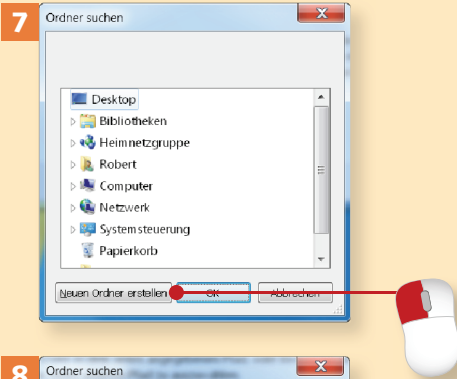 7
Ordner suchen
Desktop
Bibliotheken
Heimnetzgruppe
Robert
Computer
Netzwerk
Systemsteuerung
Papierkorb
Neuen Ordner erstellen OK Abbrechen
8
Ordner suchen